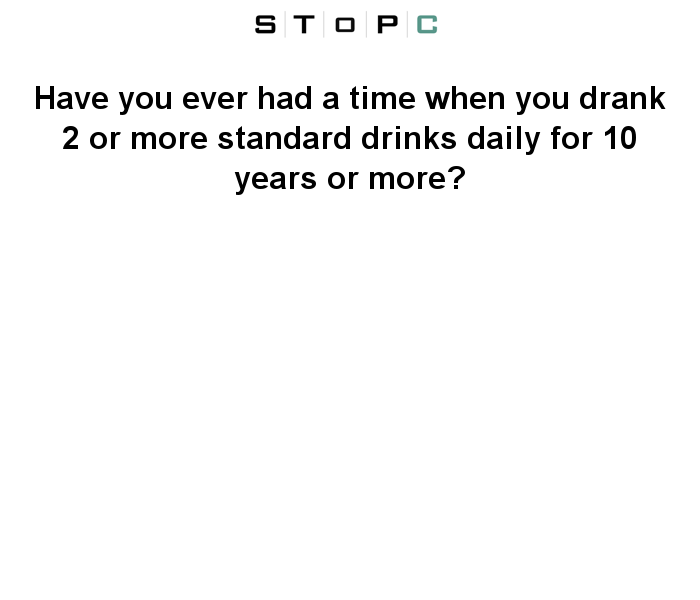 STOPC
Have you ever had a time when you drank
2 or more standard drinks daily for 10
years or more?